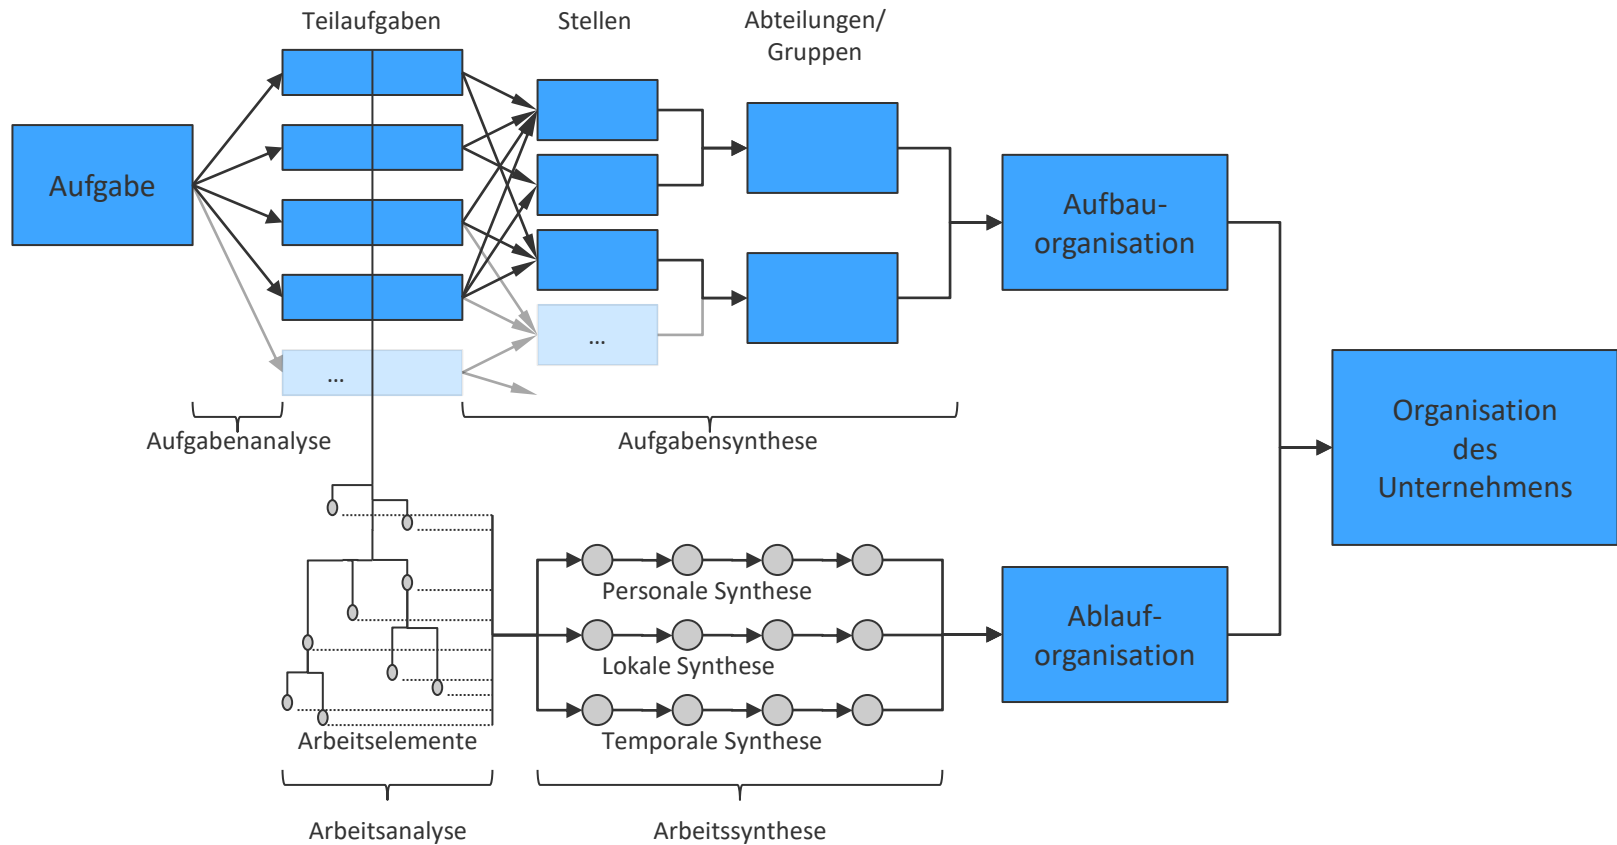 Teilaufgaben
Stellen
Abteilungen/
Gruppen
Aufgabe
Aufbau-
organisation
...
...
Aufgabenanalyse
Aufgabensynthese
Organisation
des
Unternehmens
Personale Synthese
Ablauf-
organisation
Lokale Synthese
Arbeitselemente
Temporale Synthese
Arbeitsanalyse
Arbeitssynthese